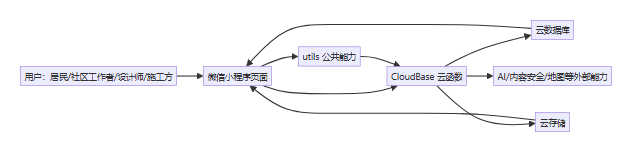 云数据库
utils 公共能力
用户：居民/社区工作者/设计师/施工方
微信小程序页面
CloudBase 云函数
AI/内容安全/地图等外部能力
云存储